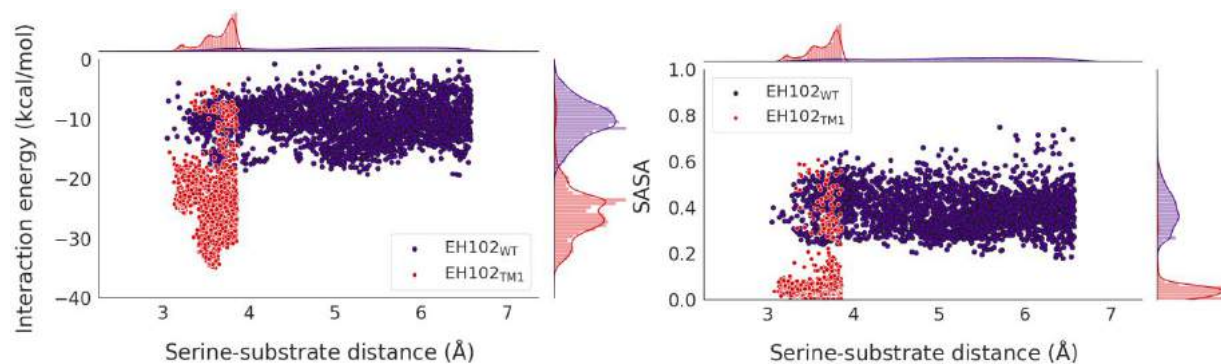 Interaction energy (kcal/mol)
0
−10
−20
−30
−40
3 4 5 6 7
Serine-substrate distance (Å)
EH102WT
EH102TM1
SASA
1.0
0.8
0.6
0.4
0.2
0.0
3 4 5 6 7
Serine-substrate distance (Å)
EH102WT
EH102TM1